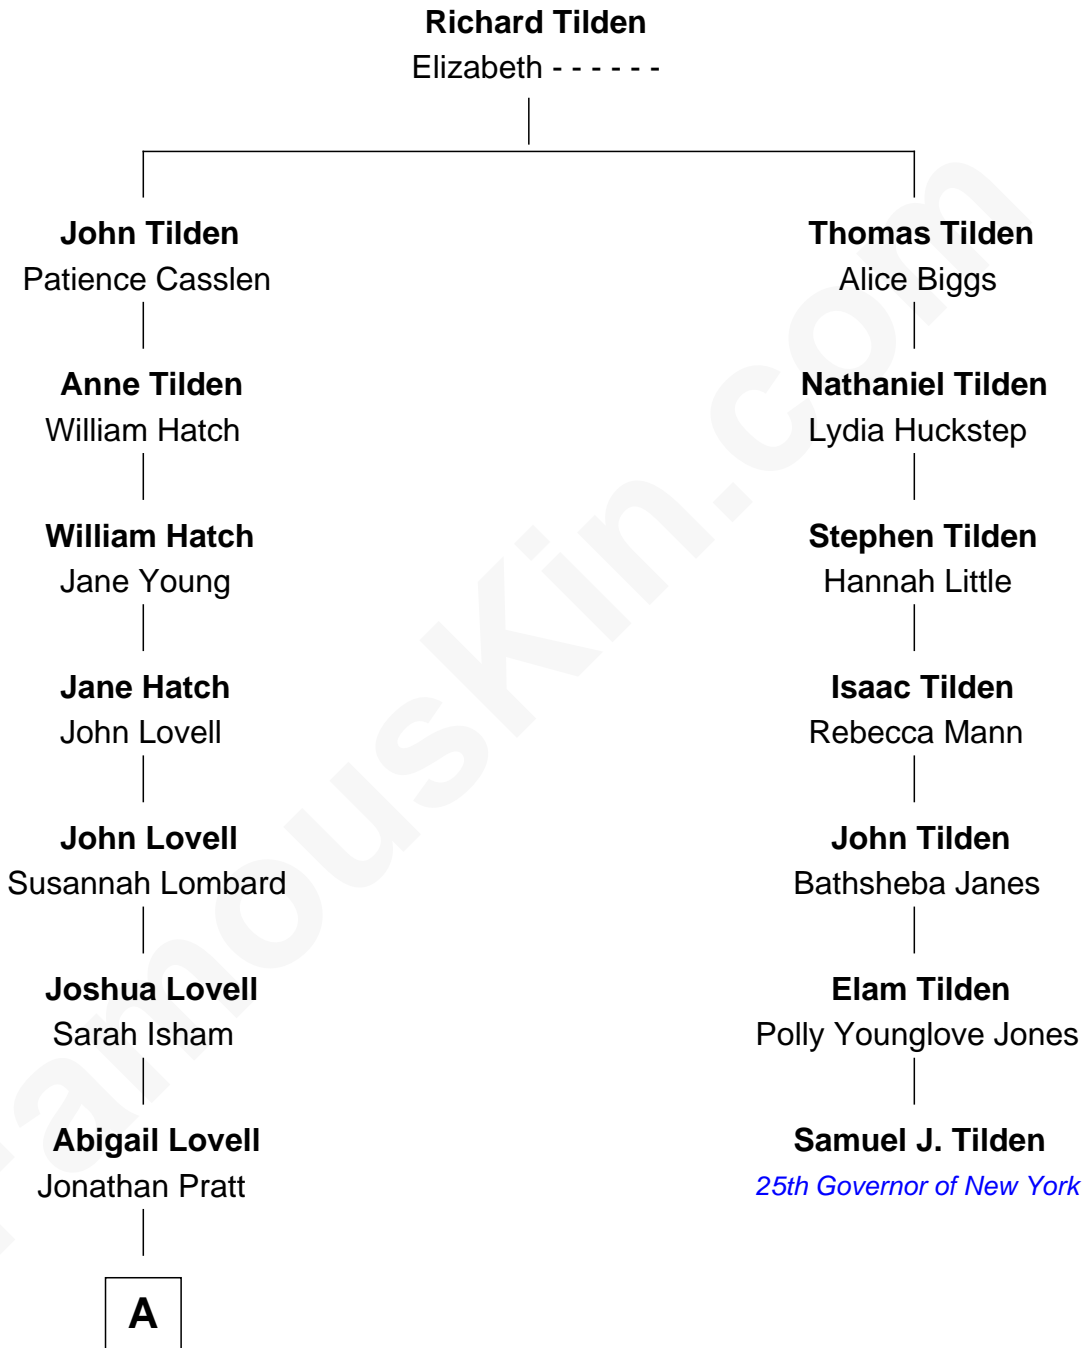 Richard Tilden
Elizabeth - - - - - -
John Tilden
Patience Casslen
Thomas Tilden
Alice Biggs
Anne Tilden
William Hatch
Nathaniel Tilden
Lydia Huckstep
William Hatch
Jane Young
Stephen Tilden
Hannah Little
Jane Hatch
John Lovell
Isaac Tilden
Rebecca Mann
John Lovell
Susannah Lombard
John Tilden
Bathsheba Janes
Joshua Lovell
Sarah Isham
Elam Tilden
Polly Younglove Jones
Abigail Lovell
Jonathan Pratt
Samuel J. Tilden
25th Governor of New York
A
FamousKin.com